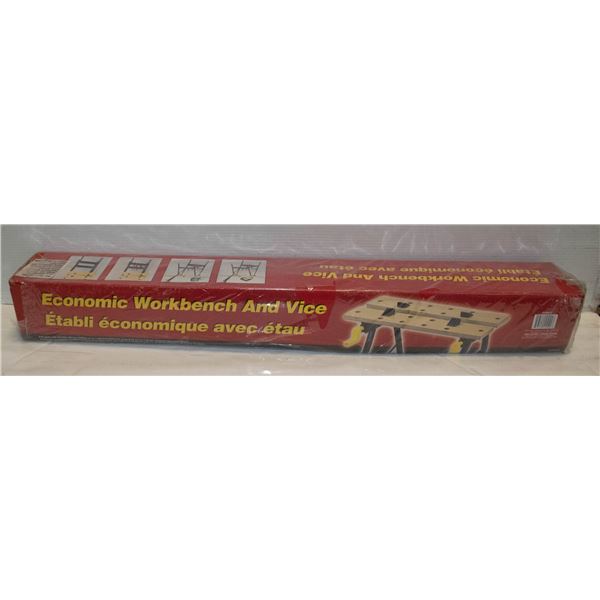 Economic Workbench And Vice
Établi économique avec étau
Economic Workbench And Vice
Établi économique avec étau